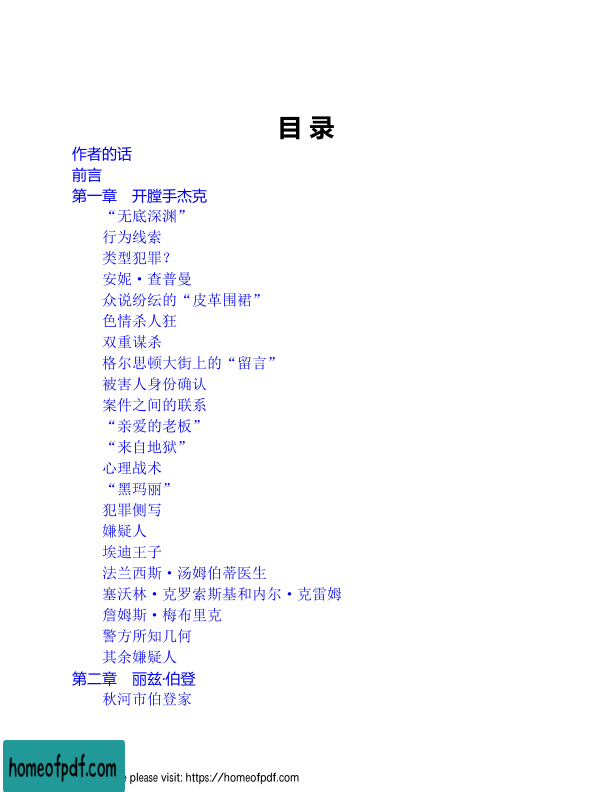 目 录
作者的话
前言
第一章 开膛手杰克
“无底深渊”
行为线索
类型犯罪？
安妮·查普曼
众说纷纭的“皮革围裙”
色情杀人狂
双重谋杀
格尔思顿大街上的“留言”
被害人身份确认
案件之间的联系
“亲爱的老板”
“来自地狱”
心理战术
“黑玛丽”
犯罪侧写
嫌疑人
埃迪王子
法兰西斯·汤姆伯蒂医生
塞沃林·克罗索斯基和内尔·克雷姆
詹姆斯·梅布里克
警方所知几何
其余嫌疑人
第二章 丽兹·伯登
秋河市伯登家
homeofpdf.com
please visit: https://homeofpdf.com